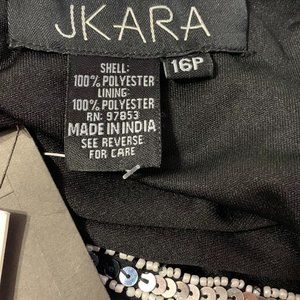 JKARA
16P
SHELL:
100% POLYESTER
LINING:
100% POLYESTER
RN: 97853
MADE IN INDIA
SEE REVERSE
FOR CARE